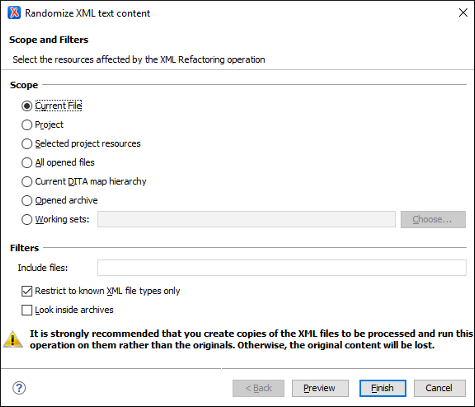 Randomize XML text content
Scope and Filters
Select the resources affected by the XML Refactoring operation
Scope
Current File
Project
Selected project resources
All opened files
Current DITA map hierarchy
Opened archive
Working sets: Choose...
Filters
Include files:
Restrict to known XML file types only
Look inside archives
It is strongly recommended that you create copies of the XML files to be processed and run this
operation on them rather than the originals. Otherwise, the original content will be lost.
? < Back Preview Finish Cancel